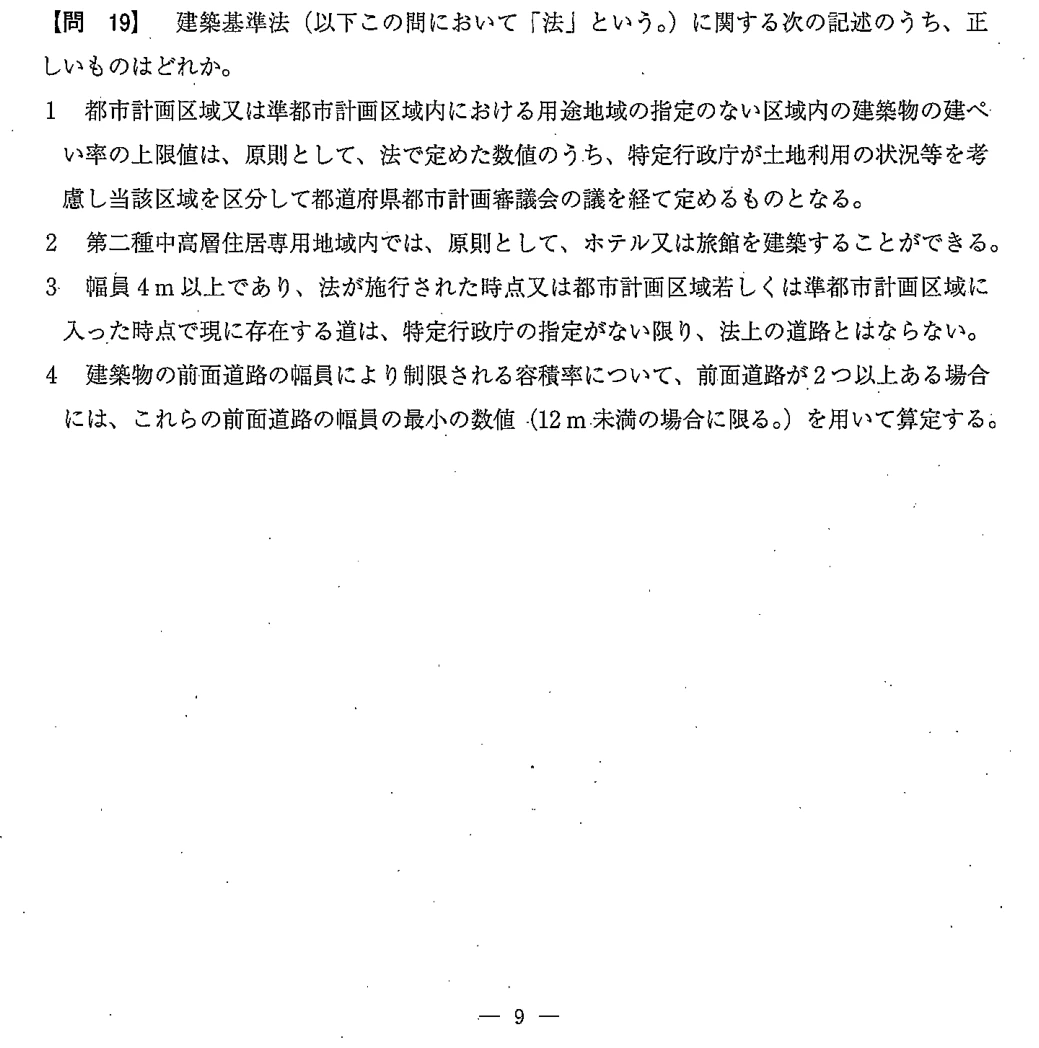 【問 19】 建築基準法（以下この問において「法」という。）に関する次の記述のうち、正
しいものはどれか。
1 都市計画区域又は準都市計画区域内における用途地域の指定のない区域内の建築物の建ぺ
い率の上限値は、原則として、法で定めた数値のうち、特定行政庁が土地利用の状況等を考
慮し当該区域を区分して都道府県都市計画審議会の議を経て定めるものとなる。
2 第二種中高層住居専用地域内では、原則として、ホテル又は旅館を建築することができる。
3 幅員4m以上であり、法が施行された時点又は都市計画区域若しくは準都市計画区域に
入った時点で現に存在する道は、特定行政庁の指定がない限り、法上の道路とはならない。
4 建築物の前面道路の幅員により制限される容積率について、前面道路が2つ以上ある場合
には、これらの前面道路の幅員の最小の数値（12m未満の場合に限る。）を用いて算定する。
― 9 ―